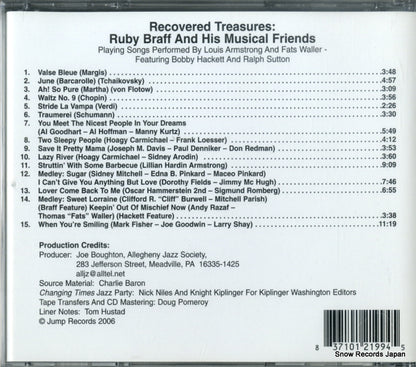 Recovered Treasures:
Ruby Braff And His Musical Friends
Playing Songs Performed By Louis Armstrong And Fats Waller -
Featuring Bobby Hackett And Ralph Sutton
1. Valse Bleue (Margis) 3:48
2. June (Barcarolle) (Tchaikovsky) 3:34
3. Ah! So Pure (Martha) (von Flotow) 3:09
4. Waltz No. 9 (Chopin) 3:56
5. Stride La Vampa (Verdi) 2:26
6. Traumerei (Schumann) 3:30
7. You Meet The Nicest People In Your Dreams
(Al Goodhart – Al Hoffman – Manny Kurtz) 5:49
8. Two Sleepy People (Hoagy Carmichael – Frank Loesser) 4:12
9. Save It Pretty Mama (Joseph M. Davis – Paul Denniker – Don Redman) 3:53
10. Lazy River (Hoagy Carmichael – Sidney Arodin) 3:60
11. Struttin' With Some Barbecue (Lillian Hardin Armstrong) 9:09
12. Medley: Sugar (Sidney Mitchell – Edna B. Pinkard – Maceo Pinkard)
I Can't Give You Anything But Love (Dorothy Fields – Jimmy Mc Hugh) 7:46
13. Lover Come Back To Me (Oscar Hammerstein 2nd – Sigmund Romberg) 6:55
14. Medley: Sweet Lorraine (Clifford R. "Cliff" Burwell – Mitchell Parish)
(Braff Feature) Keepin' Out Of Mischief Now (Andy Razaf –
Thomas "Fats" Waller) (Hackett Feature) 3:38
15. When You're Smiling (Mark Fisher – Joe Goodwin – Larry Shay) 11:19
Production Credits:
Producer: Joe Boughton, Allegheny Jazz Society,
283 Jefferson Street, Meadville, PA 16335-1425
alljz@alltel.net
Source Material: Charlie Baron
Changing Times Jazz Party: Nick Niles And Knight Kiplinger For Kiplinger Washington Editors
Tape Transfers And CD Mastering: Doug Pomeroy
Liner Notes: Tom Hustad
© Jump Records 2006
8 37101 21994 5
Snow Records Japan